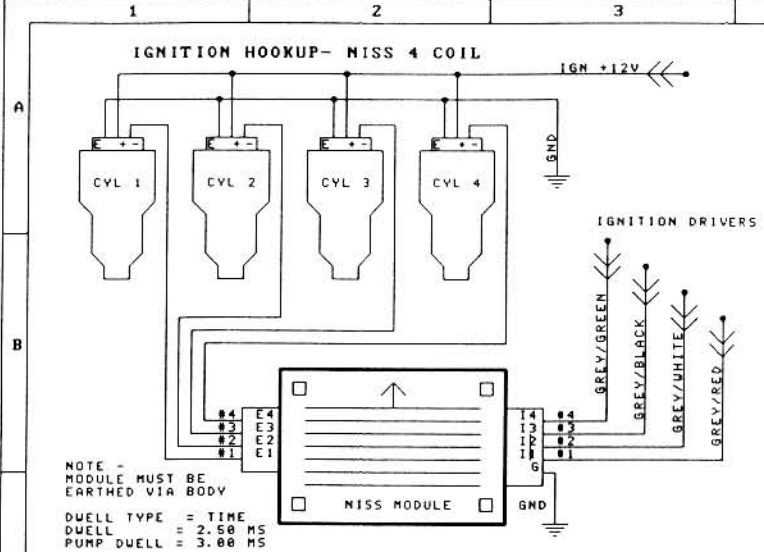 1 2 3
IGNITION HOOKUP- NISS 4 COIL
IGN +12V
A
E + - E + - E + - E + -
GND
CYL 1 CYL 2 CYL 3 CYL 4
IGNITION DRIVERS
B
GREY/GREEN
GREY/BLACK
GREY/WHITE
GREY/RED
#4 E4 I4 #4
#3 E3 I3 #3
#2 E2 I2 #2
#1 E1 I1 #1
G
NOTE -
MODULE MUST BE
EARTHED VIA BODY
NISS MODULE
GND
DWELL TYPE = TIME
DWELL = 2.50 MS
PUMP DWELL = 3.00 MS